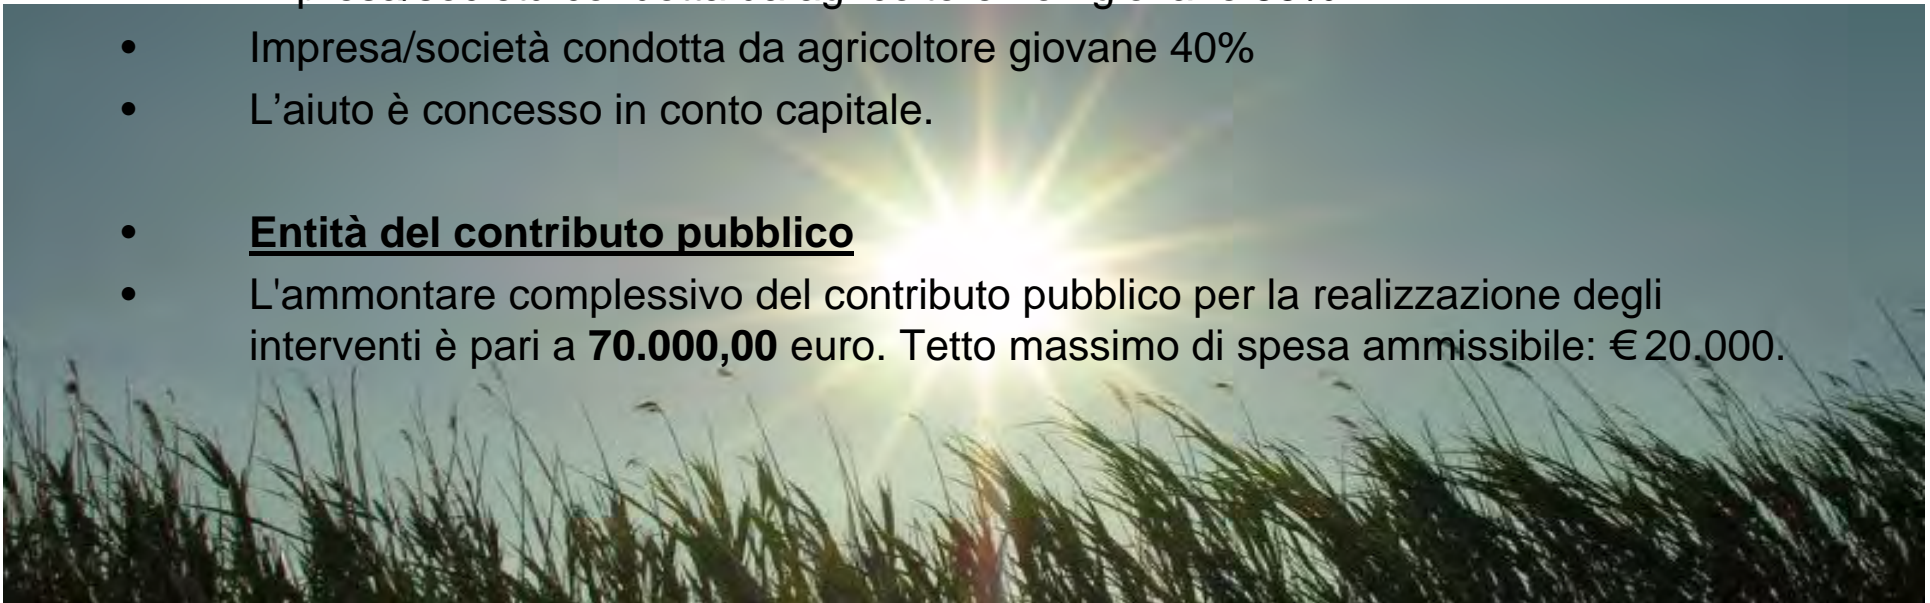 • Impresa/società condotta da agricoltore giovane 40%
• L’aiuto è concesso in conto capitale.
• Entità del contributo pubblico
• L'ammontare complessivo del contributo pubblico per la realizzazione degli
interventi è pari a 70.000,00 euro. Tetto massimo di spesa ammissibile: € 20.000.